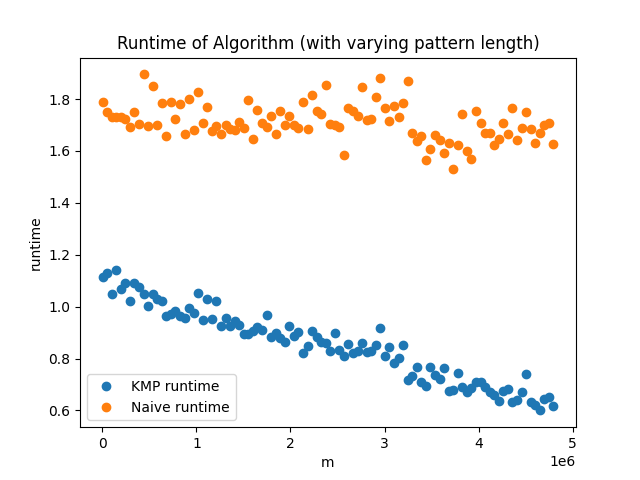 Runtime of Algorithm (with varying pattern length)
1.8
1.6
1.4
1.2
1.0
0.8
0.6
runtime
KMP runtime
Naive runtime
0 1 2 3 4 5
1e6
m